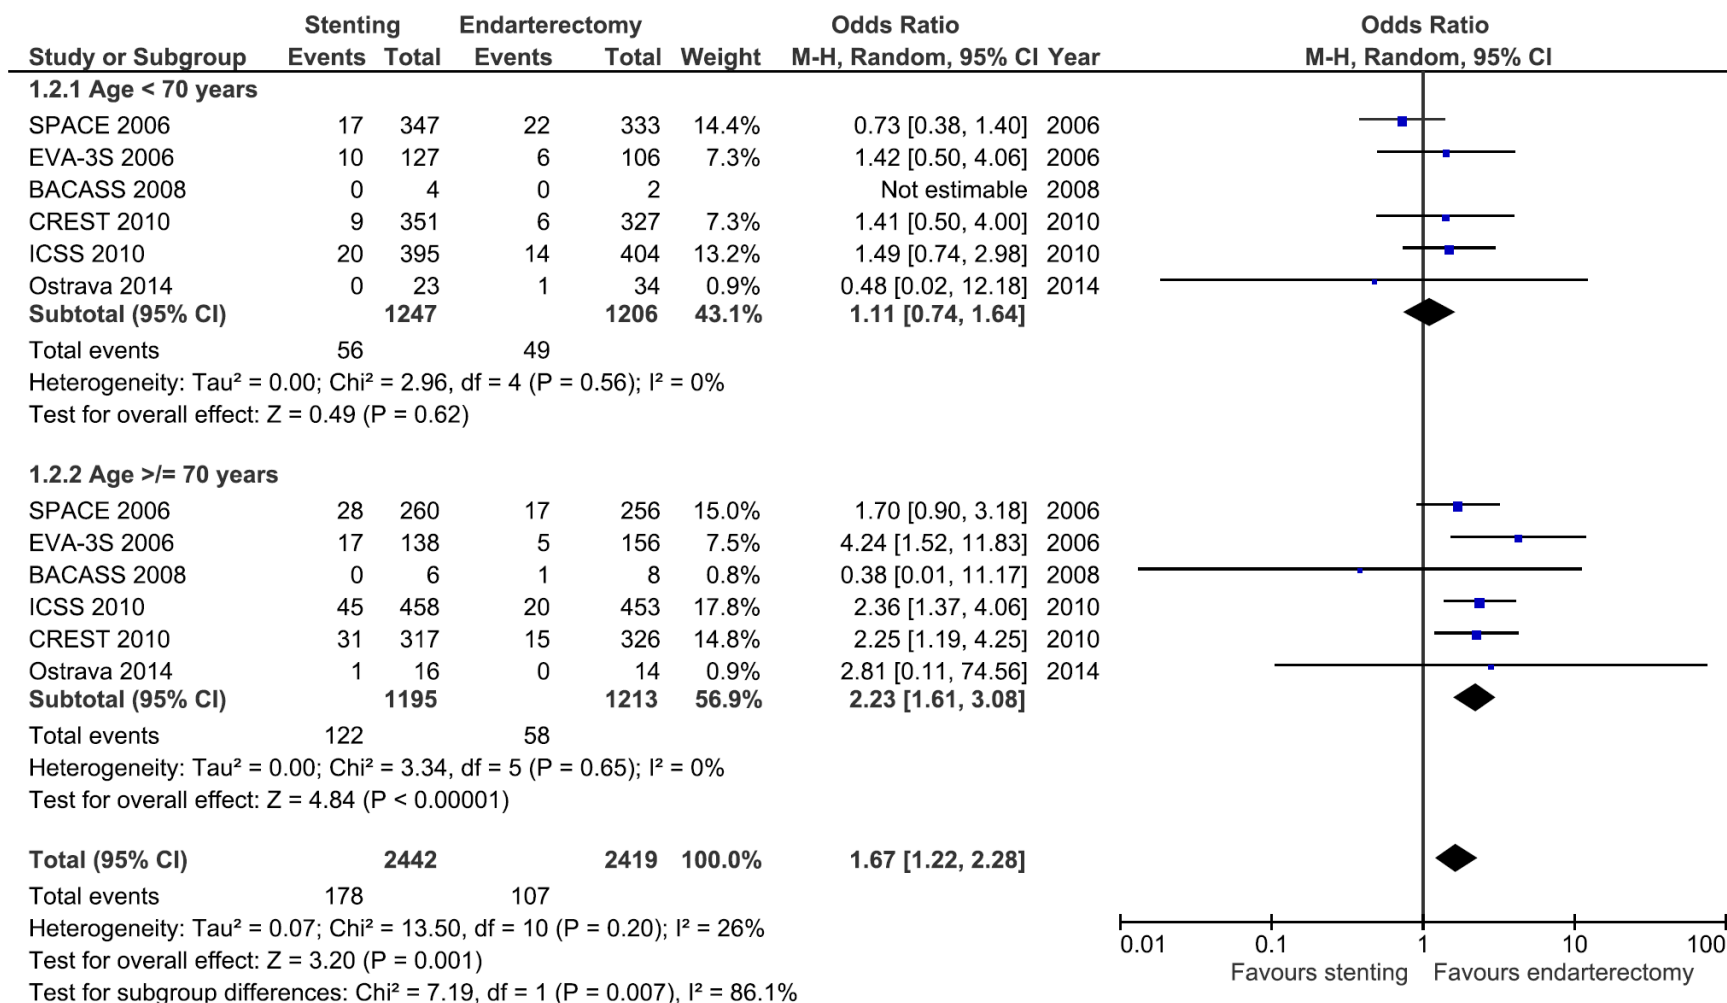 Stenting Endarterectomy Odds Ratio Odds Ratio
Study or Subgroup Events Total Events Total Weight M-H, Random, 95% CI Year M-H, Random, 95% CI
1.2.1 Age < 70 years
SPACE 2006 17 347 22 333 14.4% 0.73 [0.38, 1.40] 2006
EVA-3S 2006 10 127 6 106 7.3% 1.42 [0.50, 4.06] 2006
BACASS 2008 0 4 0 2 Not estimable 2008
CREST 2010 9 351 6 327 7.3% 1.41 [0.50, 4.00] 2010
ICSS 2010 20 395 14 404 13.2% 1.49 [0.74, 2.98] 2010
Ostrava 2014 0 23 1 34 0.9% 0.48 [0.02, 12.18] 2014
Subtotal (95% CI) 1247 1206 43.1% 1.11 [0.74, 1.64]
Total events 56 49
Heterogeneity: Tau² = 0.00; Chi² = 2.96, df = 4 (P = 0.56); I² = 0%
Test for overall effect: Z = 0.49 (P = 0.62)
1.2.2 Age >/= 70 years
SPACE 2006 28 260 17 256 15.0% 1.70 [0.90, 3.18] 2006
EVA-3S 2006 17 138 5 156 7.5% 4.24 [1.52, 11.83] 2006
BACASS 2008 0 6 1 8 0.8% 0.38 [0.01, 11.17] 2008
ICSS 2010 45 458 20 453 17.8% 2.36 [1.37, 4.06] 2010
CREST 2010 31 317 15 326 14.8% 2.25 [1.19, 4.25] 2010
Ostrava 2014 1 16 0 14 0.9% 2.81 [0.11, 74.56] 2014
Subtotal (95% CI) 1195 1213 56.9% 2.23 [1.61, 3.08]
Total events 122 58
Heterogeneity: Tau² = 0.00; Chi² = 3.34, df = 5 (P = 0.65); I² = 0%
Test for overall effect: Z = 4.84 (P < 0.00001)
Total (95% CI) 2442 2419 100.0% 1.67 [1.22, 2.28]
Total events 178 107
Heterogeneity: Tau² = 0.07; Chi² = 13.50, df = 10 (P = 0.20); I² = 26%
Test for overall effect: Z = 3.20 (P = 0.001)
Test for subgroup differences: Chi² = 7.19, df = 1 (P = 0.007), I² = 86.1%
0.01 0.1 1 10 100
Favours stenting Favours endarterectomy